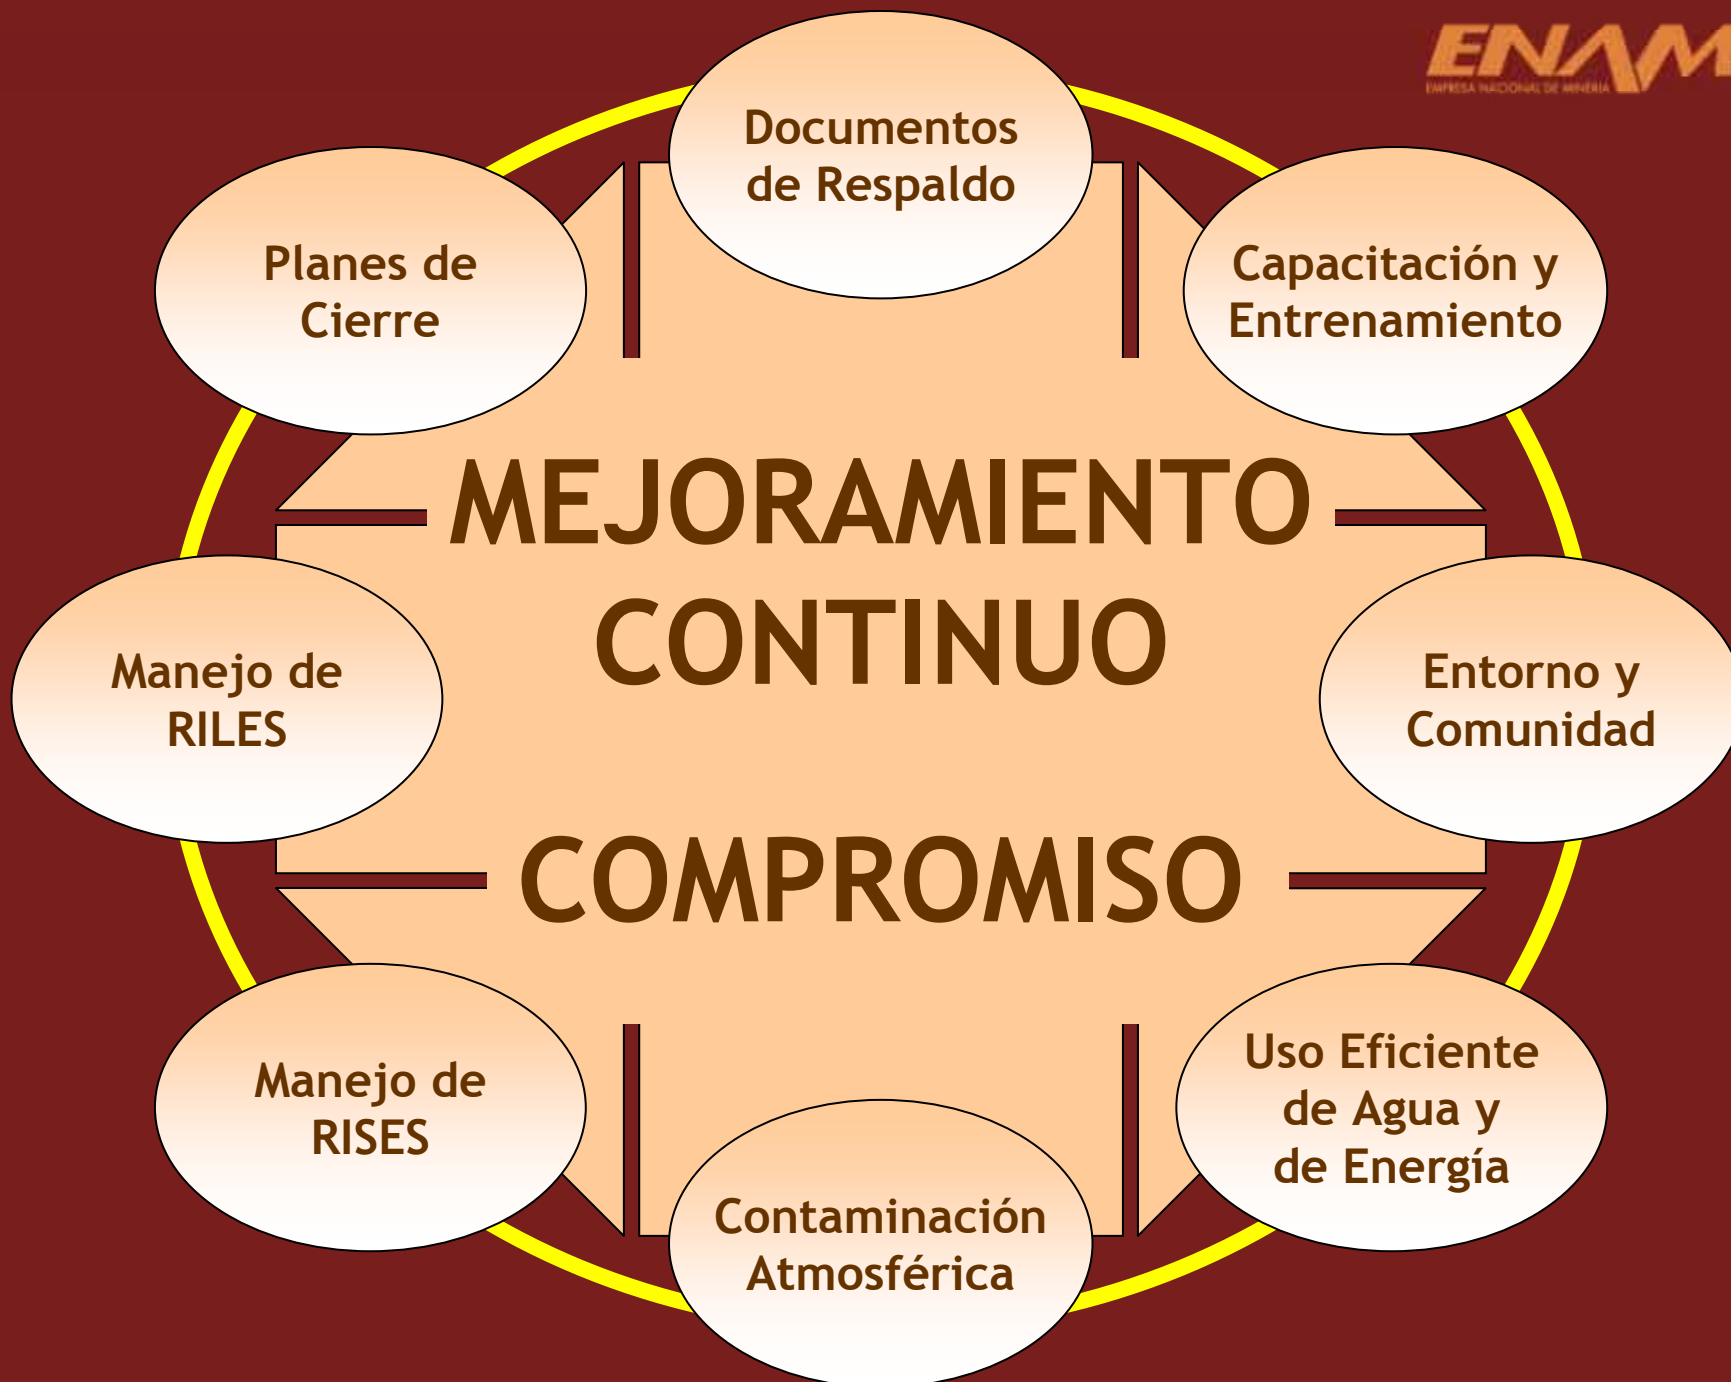 ENAM
EMPRESA NACIONAL DE MINERIA
Documentos
de Respaldo
Planes de
Cierre
Capacitación y
Entrenamiento
MEJORAMIENTO
CONTINUO
Manejo de
RILES
Entorno y
Comunidad
COMPROMISO
Manejo de
RISES
Uso Eficiente
de Agua y
de Energía
Contaminación
Atmosférica